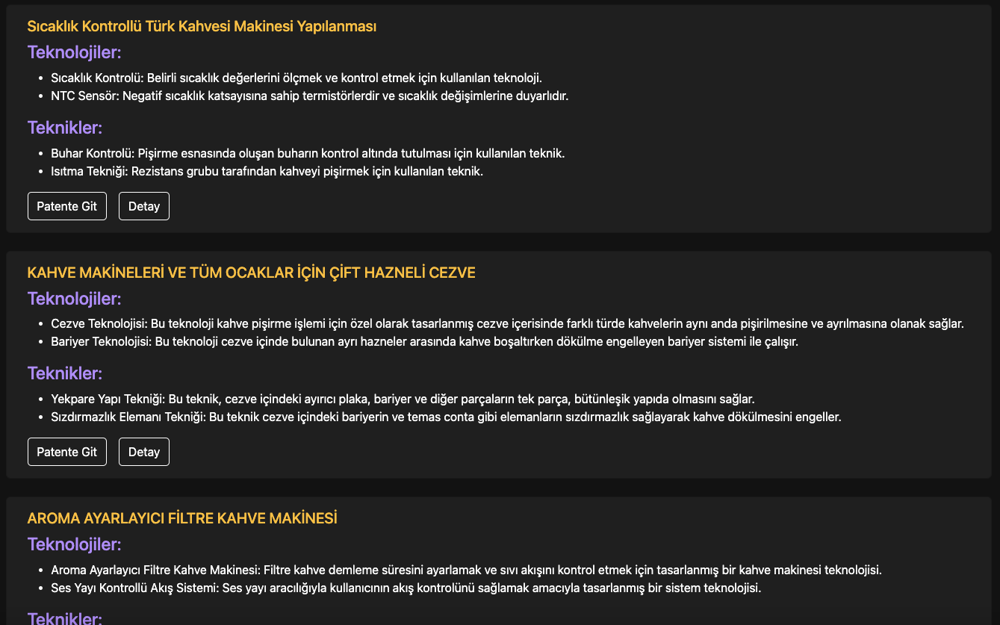 Sıcaklık Kontrollü Türk Kahvesi Makinesi Yapılanması
Teknolojiler:
• Sıcaklık Kontrolü: Belirli sıcaklık değerlerini ölçmek ve kontrol etmek için kullanılan teknoloji.
• NTC Sensör: Negatif sıcaklık katsayısına sahip termistörlerdir ve sıcaklık değişimlerine duyarlıdır.
Teknikler:
• Buhar Kontrolü: Pişirme esnasında oluşan buharın kontrol altında tutulması için kullanılan teknik.
• Isıtma Tekniği: Rezistans grubu tarafından kahveyi pişirmek için kullanılan teknik.
Patente Git Detay
KAHVE MAKİNELERİ VE TÜM OCAKLAR İÇİN ÇİFT HAZNELİ CEZVE
Teknolojiler:
• Cezve Teknolojisi: Bu teknoloji kahve pişirme işlemi için özel olarak tasarlanmış cezve içerisinde farklı türde kahvelerin aynı anda pişirilmesine ve ayrılmasına olanak sağlar.
• Bariyer Teknolojisi: Bu teknoloji cezve içinde bulunan ayrı hazneler arasında kahve boşaltırken dökülme engelleyen bariyer sistemi ile çalışır.
Teknikler:
• Yekpare Yapı Tekniği: Bu teknik, cezve içindeki ayırıcı plaka, bariyer ve diğer parçaların tek parça, bütünleşik yapıda olmasını sağlar.
• Sızdırmazlık Elemanı Tekniği: Bu teknik cezve içindeki bariyerin ve temas conta gibi elemanların sızdırmazlık sağlayarak kahve dökülmesini engeller.
Patente Git Detay
AROMA AYARLAYICI FİLTRE KAHVE MAKİNESİ
Teknolojiler:
• Aroma Ayarlayıcı Filtre Kahve Makinesi: Filtre kahve demleme süresini ayarlamak ve sıvı akışını kontrol etmek için tasarlanmış bir kahve makinesi teknolojisi.
• Ses Yayı Kontrollü Akış Sistemi: Ses yayı aracılığıyla kullanıcının akış kontrolünü sağlamak amacıyla tasarlanmış bir sistem teknolojisi.
Teknikler: